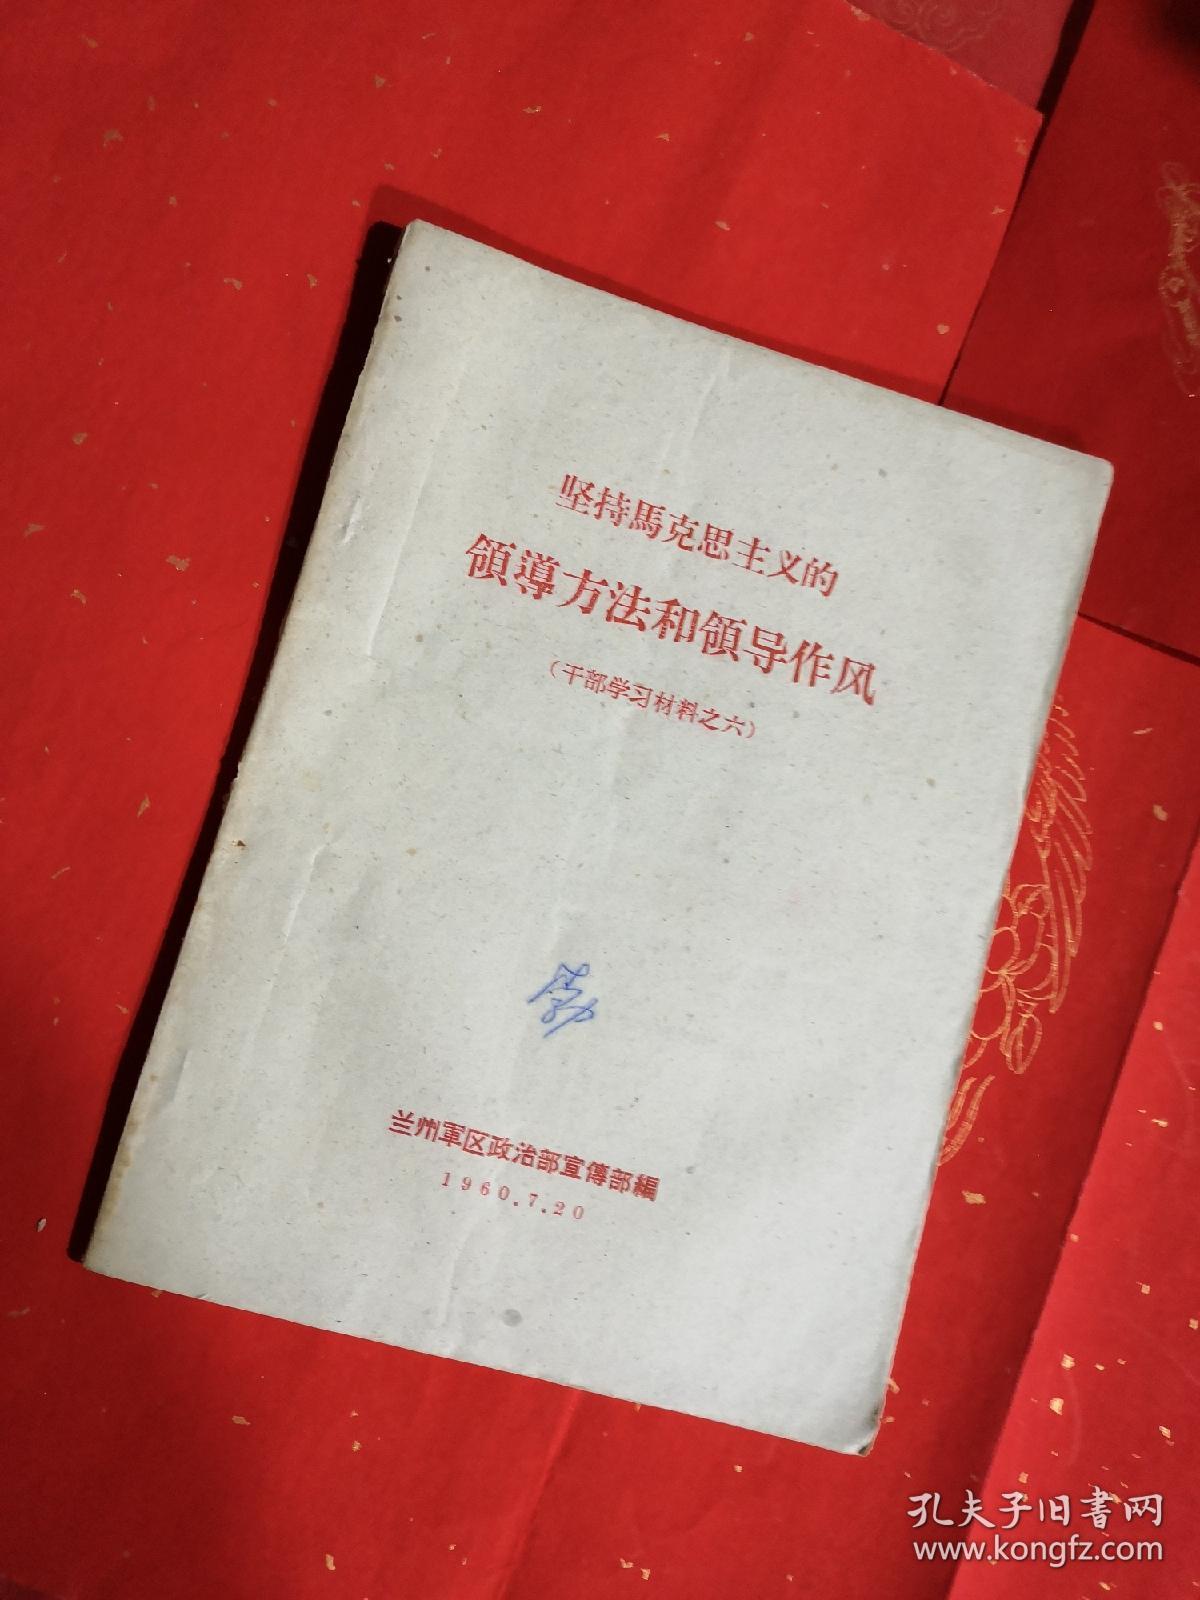 坚持馬克思主义的
領導方法和領导作风
（干部学习材料之六）
兰州軍区政治部宣傳部編
1960.7.20
孔夫子旧书网
www.kongfz.com